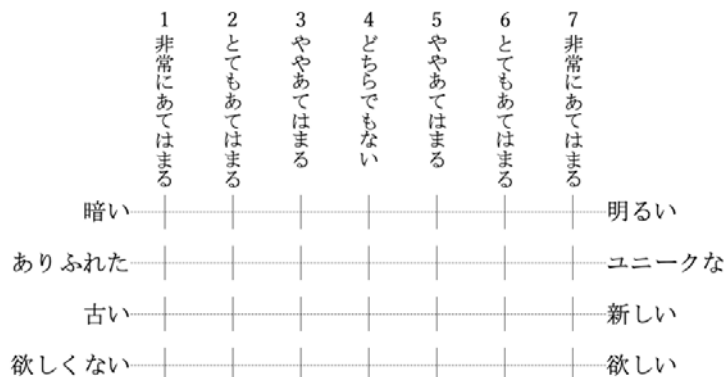 1 非常にあてはまる
2 とてもあてはまる
3 ややあてはまる
4 どちらでもない
5 ややあてはまる
6 とてもあてはまる
7 非常にあてはまる
暗い 明るい
ありふれた ユニークな
古い 新しい
欲しくない 欲しい